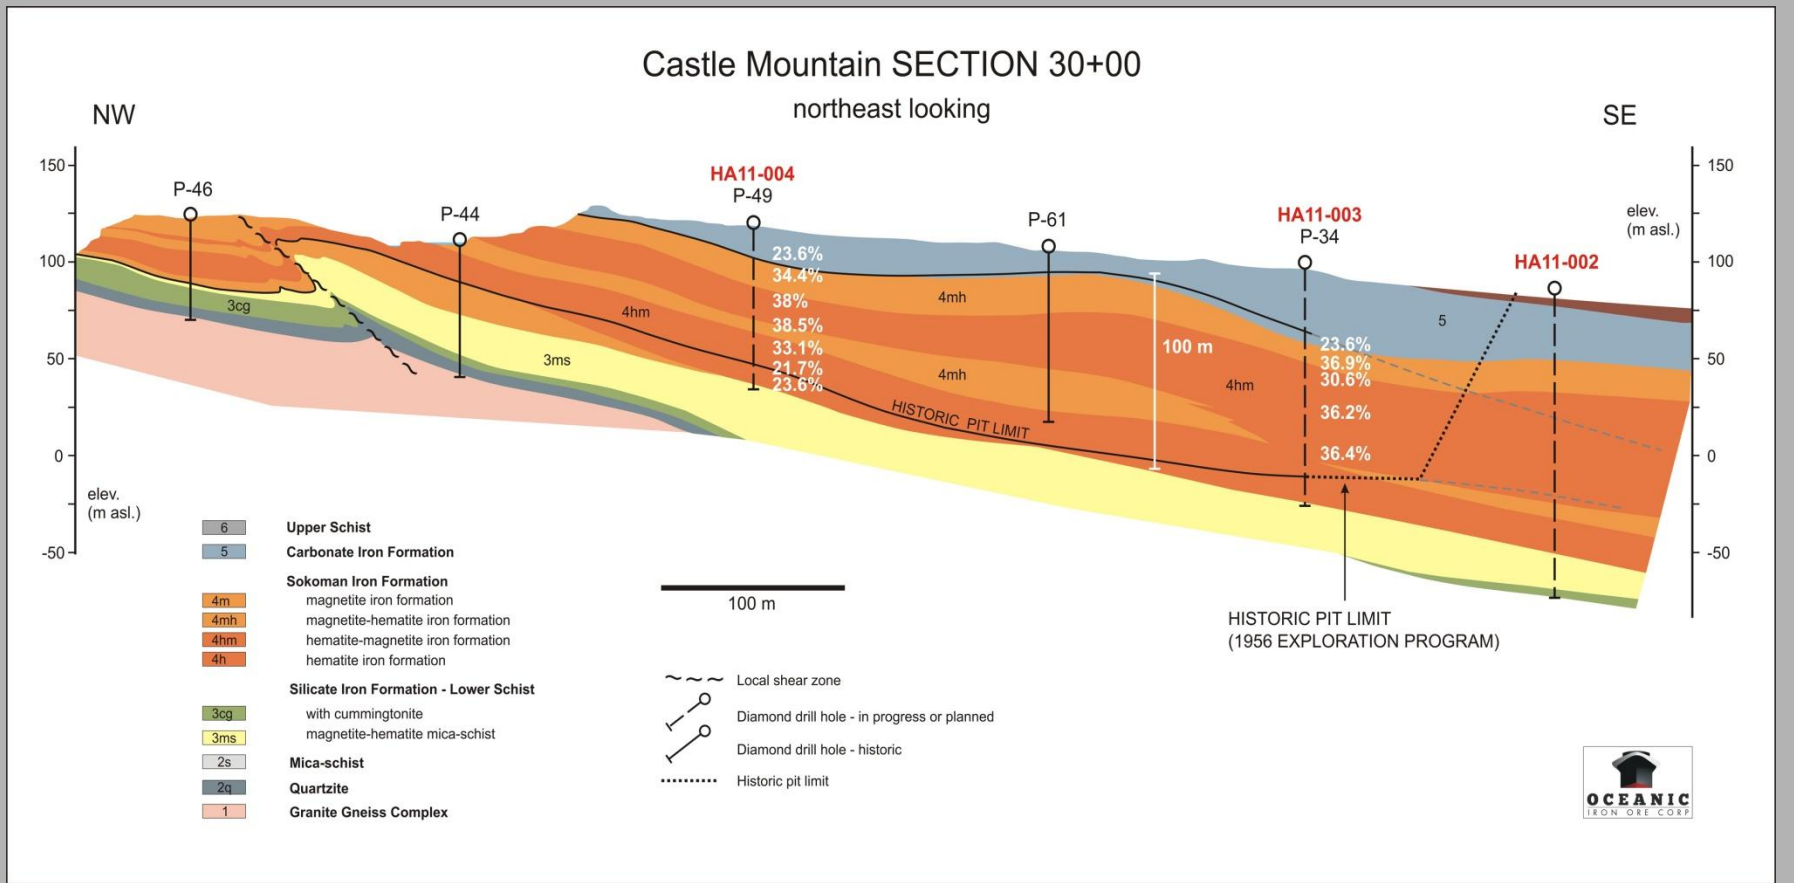 Castle Mountain SECTION 30+00
northeast looking
NW
SE
150
100
50
0
-50
elev.
(m asl.)
150
100
50
0
-50
elev.
(m asl.)
P-46
P-44
HA11-004
P-49
P-61
HA11-003
P-34
HA11-002
23.6%
34.4%
38%
38.5%
33.1%
21.7%
23.6%
23.6%
36.9%
30.6%
36.2%
36.4%
100 m
3cg
3ms
4hm
4mh
4mh
4hm
5
HISTORIC PIT LIMIT
HISTORIC PIT LIMIT
(1956 EXPLORATION PROGRAM)
6 Upper Schist
5 Carbonate Iron Formation
Sokoman Iron Formation
4m magnetite iron formation
4mh magnetite-hematite iron formation
4hm hematite-magnetite iron formation
4h hematite iron formation
Silicate Iron Formation - Lower Schist
3cg with cummingtonite
3ms magnetite-hematite mica-schist
2s Mica-schist
2q Quartzite
1 Granite Gneiss Complex
100 m
Local shear zone
Diamond drill hole - in progress or planned
Diamond drill hole - historic
Historic pit limit
OCEANIC
IRON ORE CORP